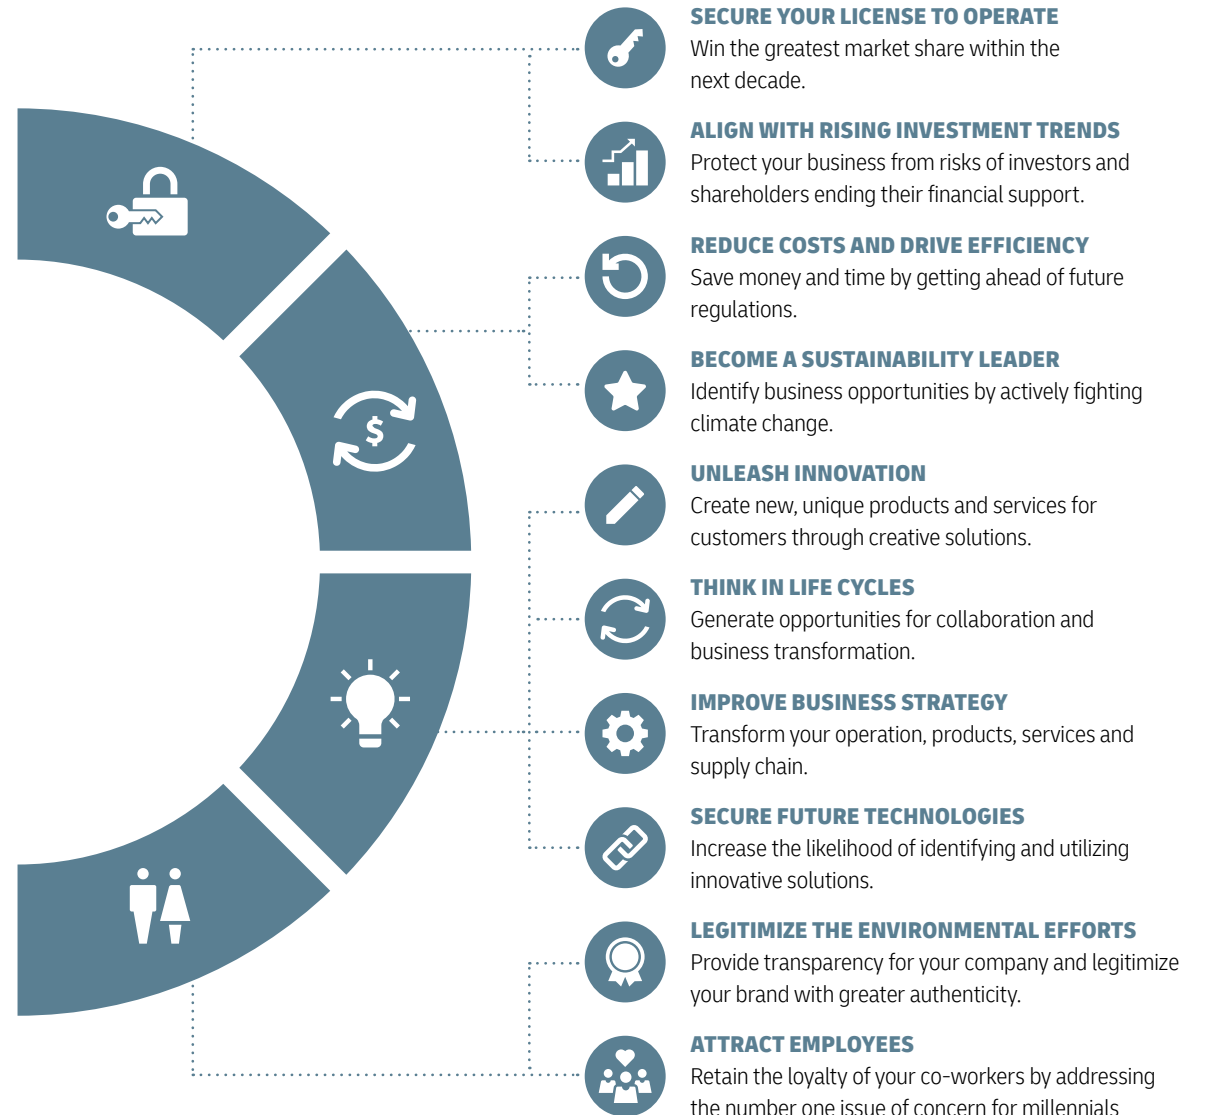 SECURE YOUR LICENSE TO OPERATE
Win the greatest market share within the
next decade.
ALIGN WITH RISING INVESTMENT TRENDS
Protect your business from risks of investors and
shareholders ending their financial support.
$
REDUCE COSTS AND DRIVE EFFICIENCY
Save money and time by getting ahead of future
regulations.
BECOME A SUSTAINABILITY LEADER
Identify business opportunities by actively fighting
climate change.
UNLEASH INNOVATION
Create new, unique products and services for
customers through creative solutions.
THINK IN LIFE CYCLES
Generate opportunities for collaboration and
business transformation.
IMPROVE BUSINESS STRATEGY
Transform your operation, products, services and
supply chain.
SECURE FUTURE TECHNOLOGIES
Increase the likelihood of identifying and utilizing
innovative solutions.
LEGITIMIZE THE ENVIRONMENTAL EFFORTS
Provide transparency for your company and legitimize
your brand with greater authenticity.
ATTRACT EMPLOYEES
Retain the loyalty of your co-workers by addressing
the number one issue of concern for millennials